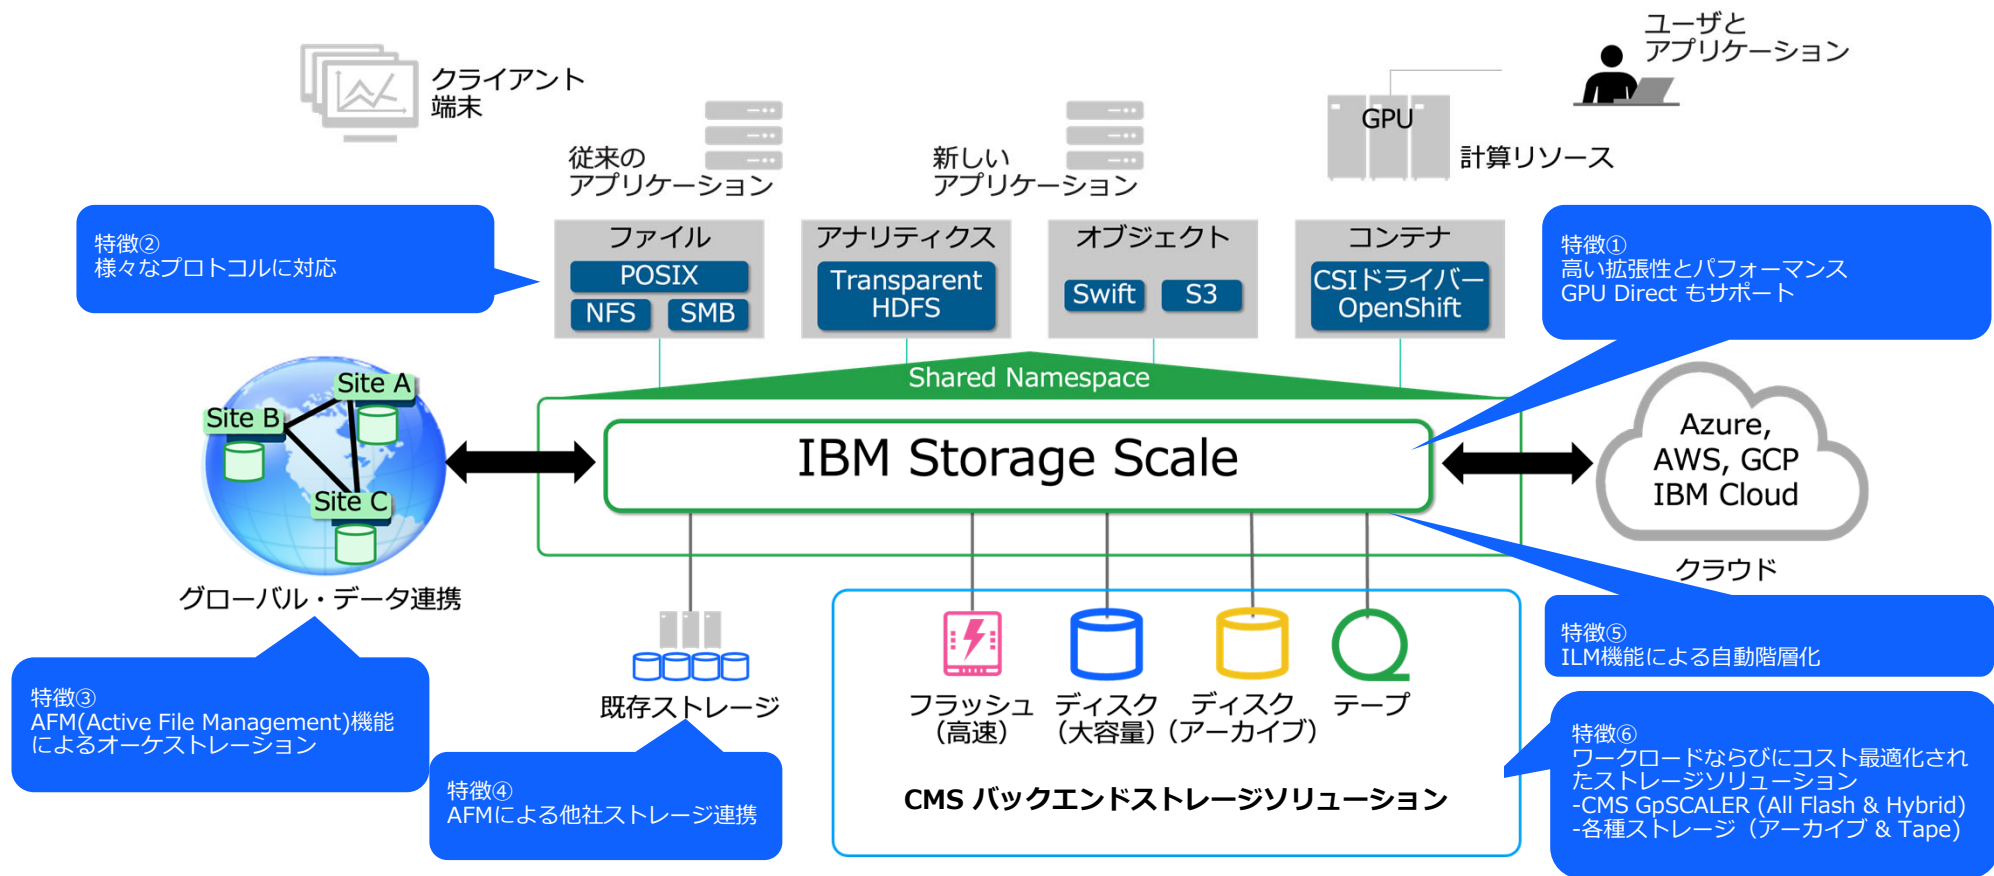 クライアント
端末
従来の
アプリケーション
新しい
アプリケーション
GPU
計算リソース
ユーザと
アプリケーション
特徴②
様々なプロトコルに対応
ファイル
POSIX
NFS
SMB
アナリティクス
Transparent
HDFS
オブジェクト
Swift
S3
コンテナ
CSIドライバー
OpenShift
特徴①
高い拡張性とパフォーマンス
GPU Direct もサポート
Shared Namespace
IBM Storage Scale
Site A
Site B
Site C
グローバル・データ連携
Azure,
AWS, GCP
IBM Cloud
クラウド
特徴③
AFM(Active File Management)機能
によるオーケストレーション
既存ストレージ
特徴④
AFMによる他社ストレージ連携
フラッシュ
（高速）
ディスク
（大容量）
ディスク
（アーカイブ）
テープ
CMS バックエンドストレージソリューション
特徴⑤
ILM機能による自動階層化
特徴⑥
ワークロードならびにコスト最適化され
たストレージソリューション
-CMS GpSCALER (All Flash & Hybrid)
-各種ストレージ（アーカイブ & Tape)